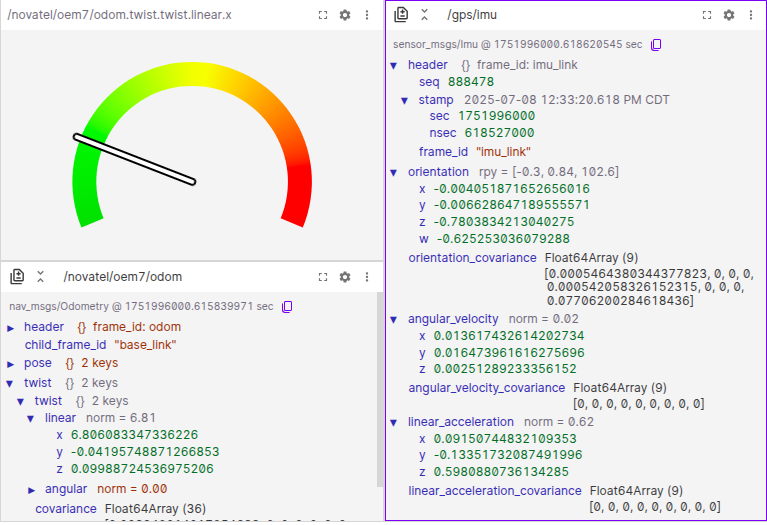 /novatel/oem7/odom.twist.twist.linear.x
/novatel/oem7/odom
nav_msgs/Odometry @ 1751996000.615839971 sec
header {} frame_id: odom
child_frame_id "base_link"
pose {} 2 keys
twist {} 2 keys
twist {} 2 keys
linear norm = 6.81
x 6.806083347336226
y -0.04195748871266853
z 0.09988724536975206
angular norm = 0.00
covariance Float64Array (36)
/gps/imu
sensor_msgs/Imu @ 1751996000.618620545 sec
header {} frame_id: imu_link
seq 888478
stamp 2025-07-08 12:33:20.618 PM CDT
sec 1751996000
nsec 618527000
frame_id "imu_link"
orientation rpy = [-0.3, 0.84, 102.6]
x -0.004051871652656016
y -0.006628647189555571
z -0.7803834213040275
w -0.625253036079288
orientation_covariance Float64Array (9)
[0.0005464380344377823, 0, 0, 0,
0.000542058326152315, 0, 0, 0,
0.07706200284618436]
angular_velocity norm = 0.02
x 0.013617432614202734
y 0.016473961616275696
z 0.00251289233356152
angular_velocity_covariance Float64Array (9)
[0, 0, 0, 0, 0, 0, 0, 0, 0]
linear_acceleration norm = 0.62
x 0.09150744832109353
y -0.13351732087491996
z 0.5980880736134285
linear_acceleration_covariance Float64Array (9)
[0, 0, 0, 0, 0, 0, 0, 0, 0]